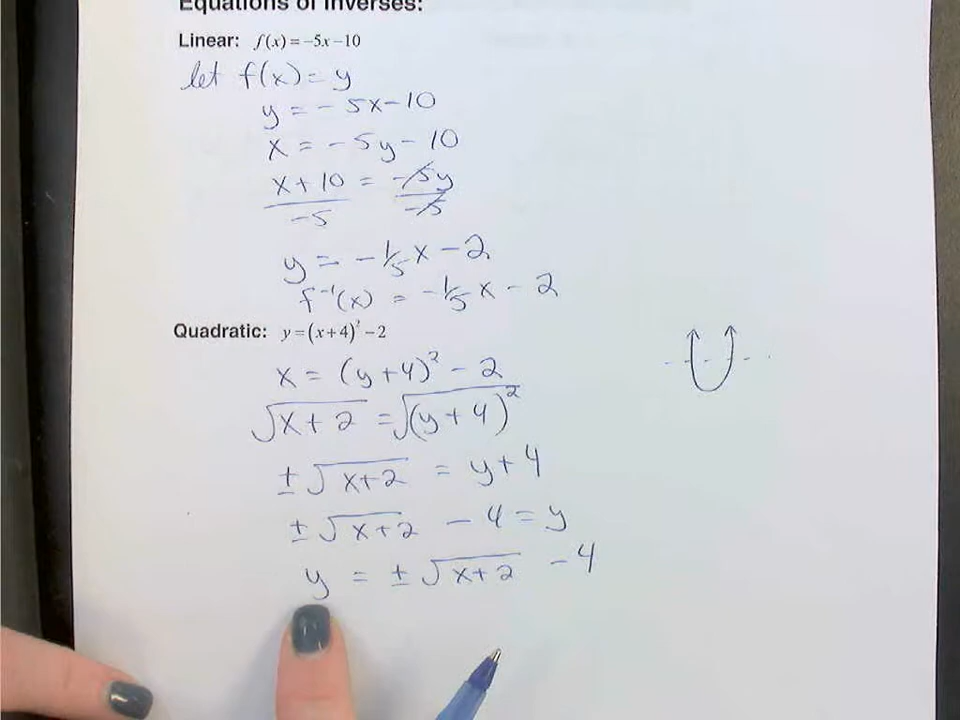 Equations of Inverses:
Linear: f(x) = -5x - 10
let f(x) = y
y = -5x - 10
x = -5y - 10
x + 10 = -5y
-5 -5
y = -1/5 x - 2
f⁻¹(x) = -1/5 x - 2
Quadratic: y = (x + 4)² - 2
x = (y + 4)² - 2
√x + 2 = √(y + 4)²
± √x + 2 = y + 4
± √x + 2 - 4 = y
y = ± √x + 2 - 4